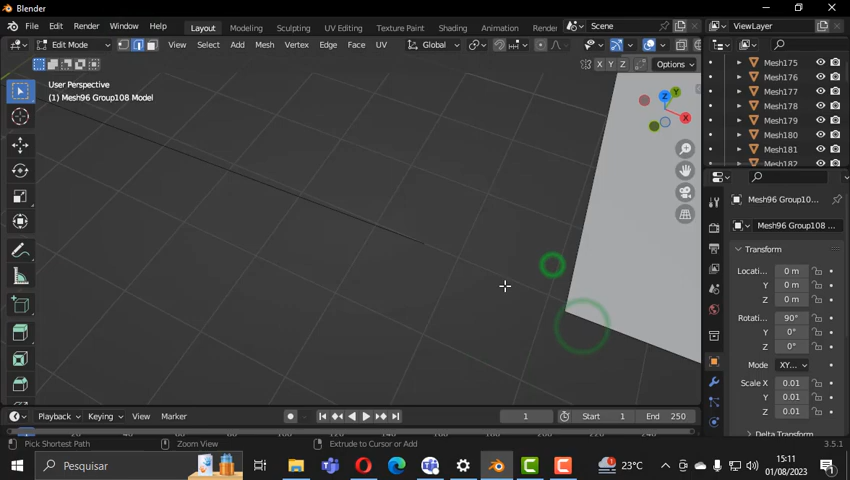 Blender
File Edit Render Window Help Layout Modeling Sculpting UV Editing Texture Paint Shading Animation Render Scene ViewLayer
Edit Mode View Select Add Mesh Vertex Edge Face UV Global
X Y Z Options
User Perspective
(1) Mesh96 Group108 Model
Z Y X
Mesh175
Mesh176
Mesh177
Mesh178
Mesh179
Mesh180
Mesh181
Mesh182
Mesh96 Group10...
Mesh96 Group108 ...
Transform
Locati... 0 m
Y 0 m
Z 0 m
Rotati... 90°
Y 0°
Z 0°
Mode XY...
Scale X 0.01
Y 0.01
Z 0.01
Delta Transform
Playback Keying View Marker 1 Start 1 End 250
Pick Shortest Path Zoom View Extrude to Cursor or Add 3.5.1
Pesquisar 23°C 15:11
01/08/2023